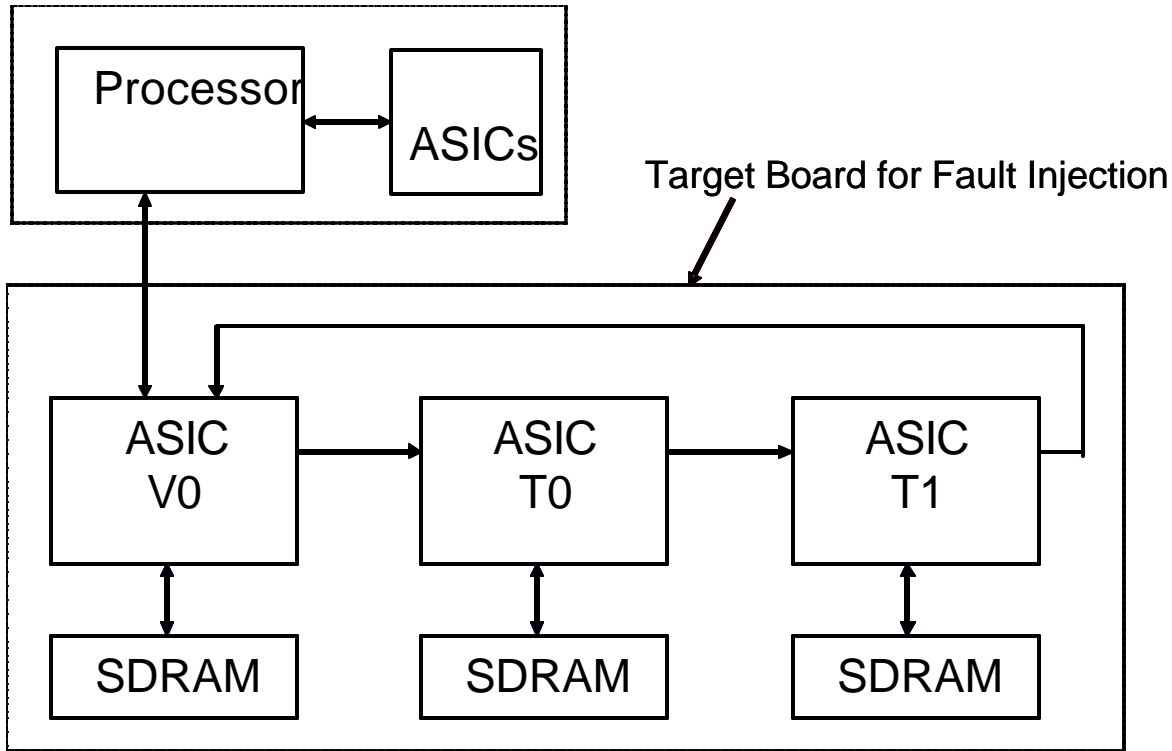 Processor
ASICs
Target Board for Fault Injection
ASIC
V0
ASIC
T0
ASIC
T1
SDRAM
SDRAM
SDRAM